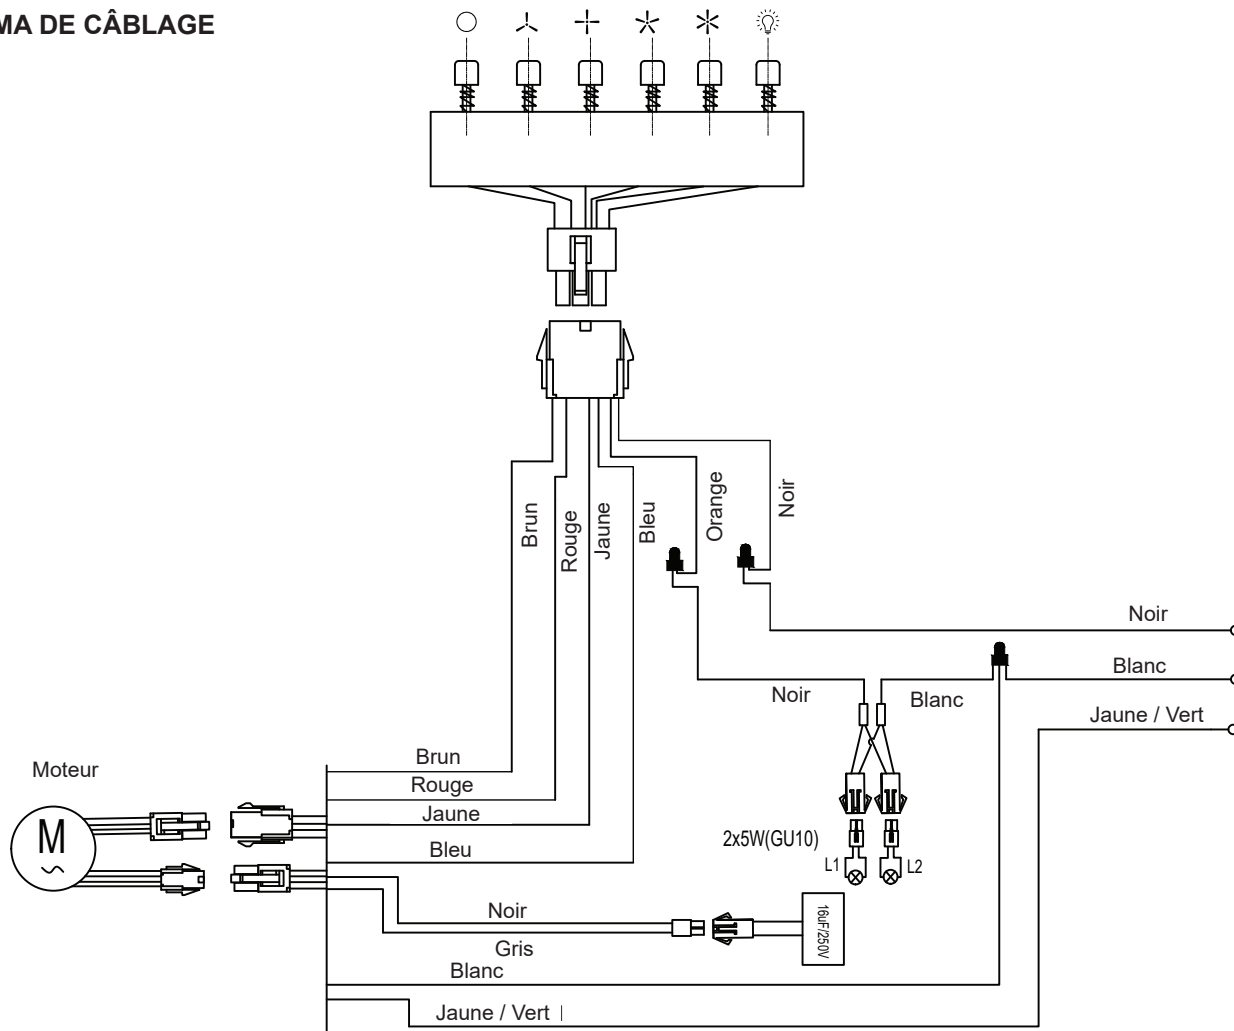 MA DE CÂBLAGE
Brun
Rouge
Jaune
Bleu
Orange
Noir
Noir
Blanc
Jaune / Vert
Noir
Blanc
Moteur
M
Brun
Rouge
Jaune
Bleu
2x5W(GU10)
L1
L2
16uF/250V
Noir
Gris
Blanc
Jaune / Vert